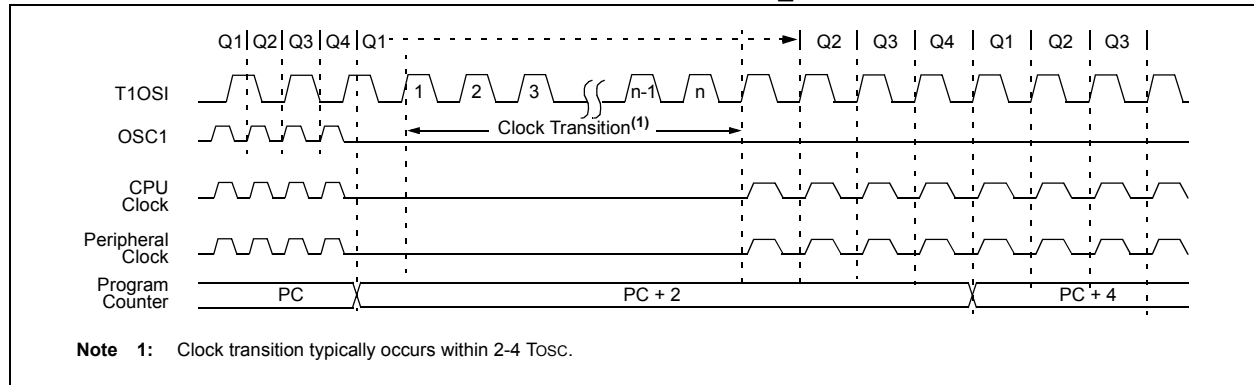 Q1 Q2 Q3 Q4 Q1 Q2 Q3 Q4 Q1 Q2 Q3
T1OSI 1 2 3 n-1 n
Clock Transition(1)
OSC1
CPU
Clock
Peripheral
Clock
Program
Counter
PC PC + 2 PC + 4
Note 1: Clock transition typically occurs within 2-4 TOSC.